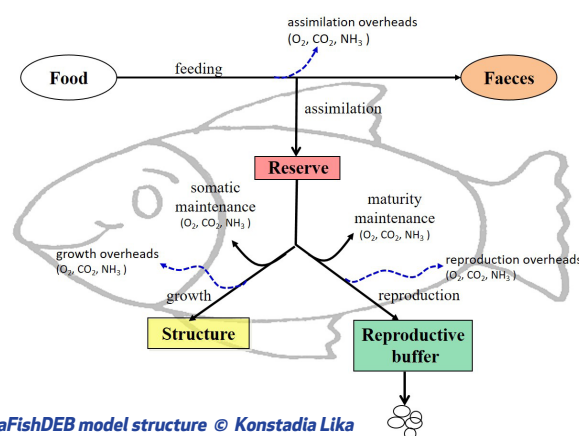 assimilation overheads
(O₂, CO₂, NH₃ )
feeding
Food
Faeces
assimilation
Reserve
somatic
maintenance
(O₂, CO₂, NH₃ )
maturity
maintenance
(O₂, CO₂, NH₃ )
growth overheads
(O₂, CO₂, NH₃ )
reproduction overheads
(O₂, CO₂, NH₃ )
growth
reproduction
Structure
Reproductive
buffer
aFishDEB model structure © Konstadia Lika